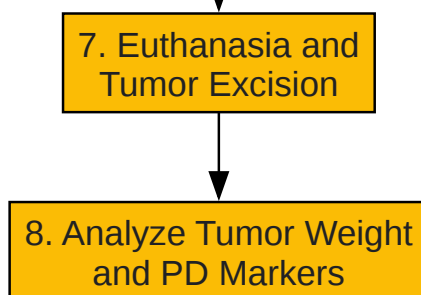 7. Euthanasia and
Tumor Excision
8. Analyze Tumor Weight
and PD Markers